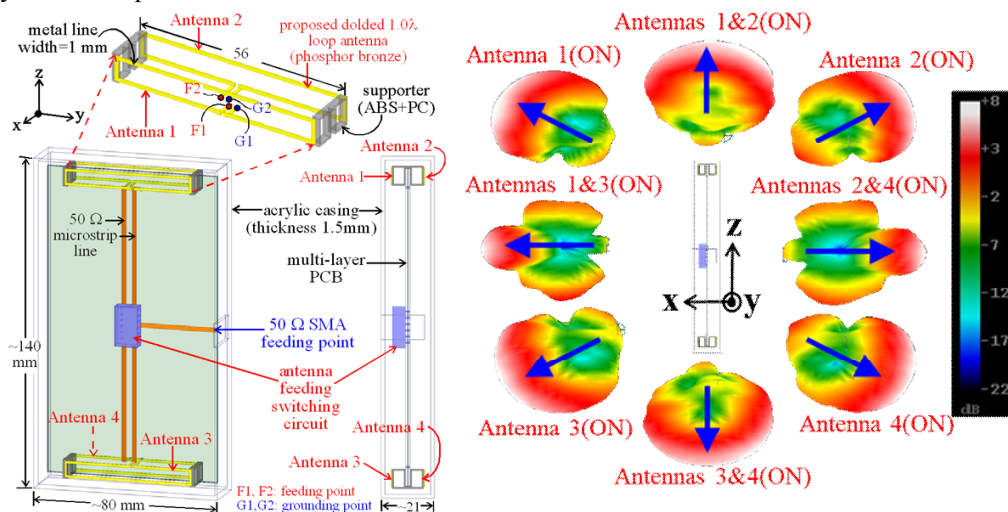 Antenna 2
metal line
width=1 mm
proposed dolded 1.0λ
loop antenna
(phosphor bronze)
56
z
x
y
F2
G2
F1
G1
Antenna 1
supporter
(ABS+PC)
Antenna 2
Antenna 1
50 Ω
microstrip
line
acrylic casing
(thickness 1.5mm)
multi-layer
PCB
50 Ω SMA
feeding point
~140
mm
antenna
feeding
switching
circuit
Antenna 4
Antenna 3
Antenna 4
Antenna 3
F1, F2: feeding point
G1,G2: grounding point
~80 mm
~21
Antennas 1&2(ON)
Antenna 1(ON)
Antenna 2(ON)
Antennas 1&3(ON)
Antennas 2&4(ON)
z
x
y
Antenna 3(ON)
Antenna 4(ON)
Antennas 3&4(ON)
+8
+3
-2
-7
-12
-17
-22
dB